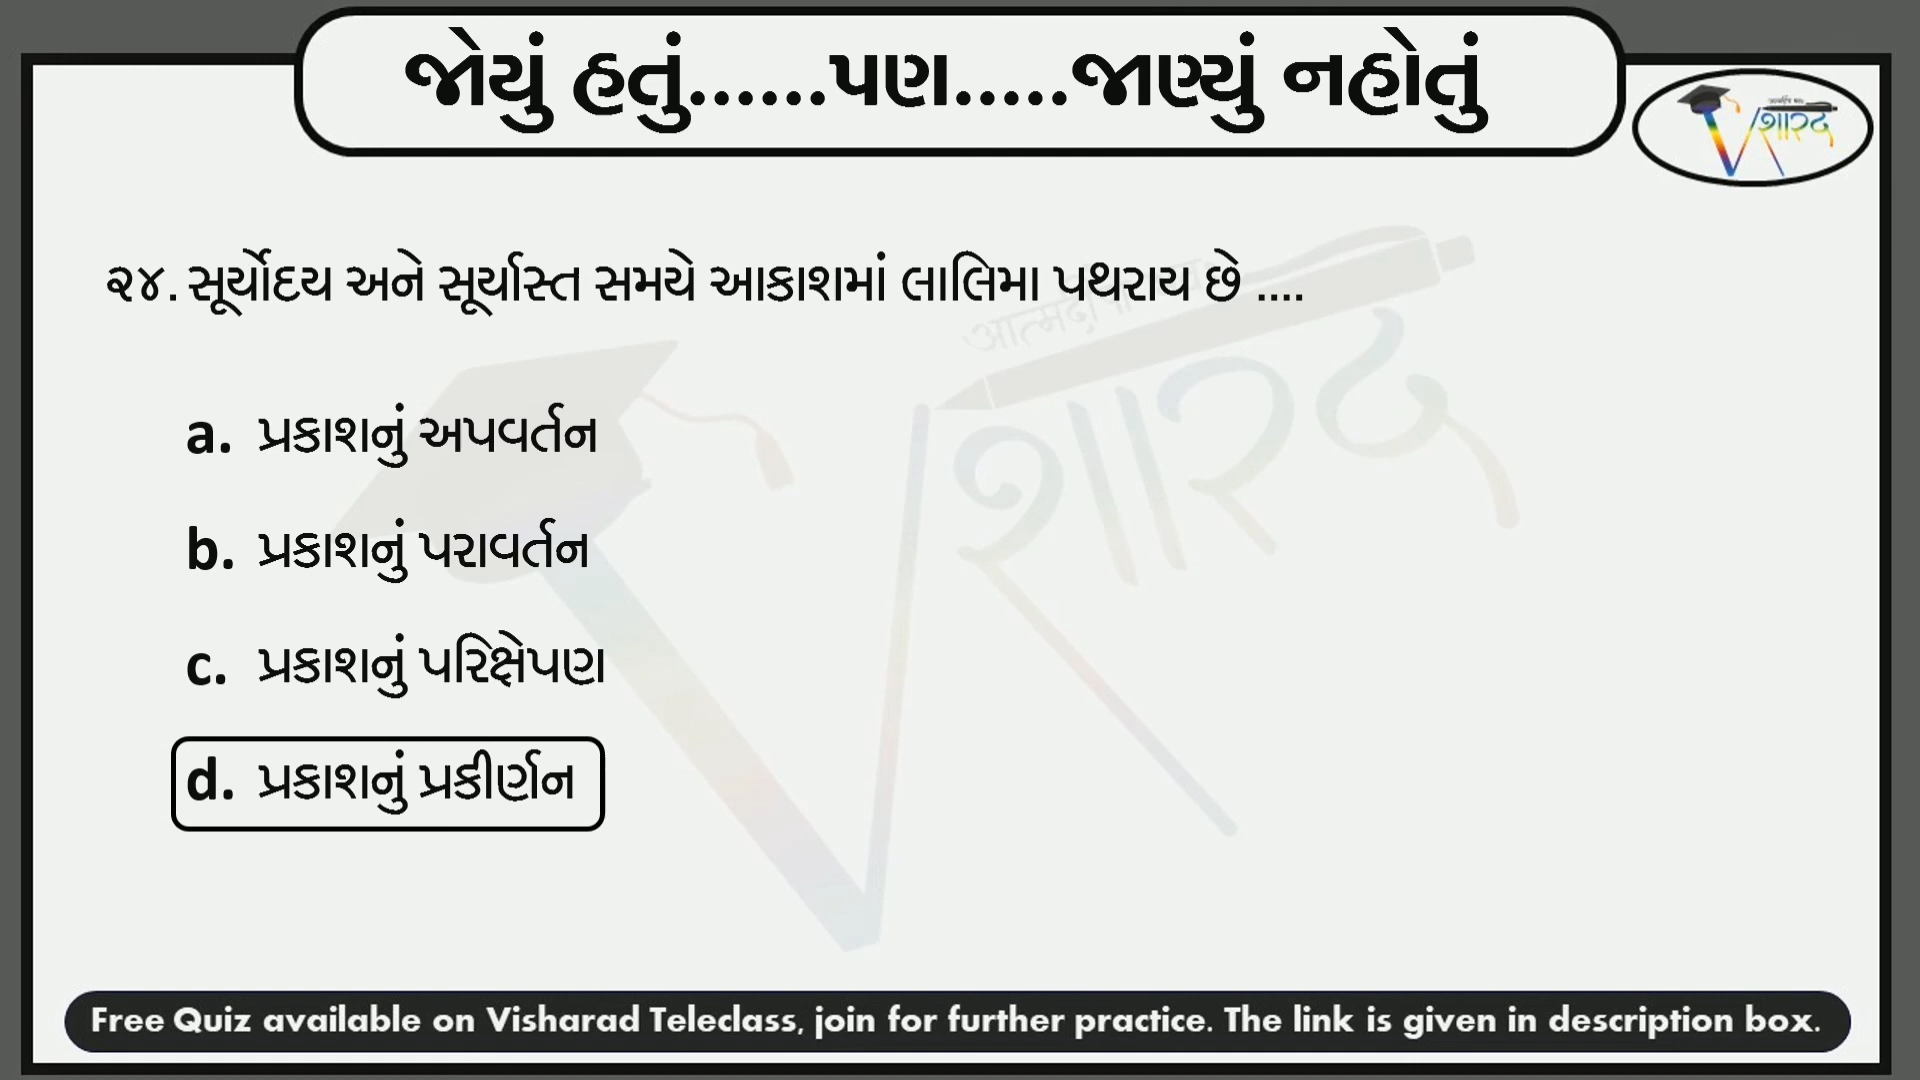 જોયું હતું......પણ.....જાણ્યું નહોતું
શારદ
૨૪. સૂર્યોદય અને સૂર્યાસ્ત સમયે આકાશમાં લાલિમા પથરાય છે ....
a. પ્રકાશનું અપવર્તન
b. પ્રકાશનું પરાવર્તન
c. પ્રકાશનું પરિક્ષેપણ
d. પ્રકાશનું પ્રકીર્ણન
Free Quiz available on Visharad Teleclass, join for further practice. The link is given in description box.